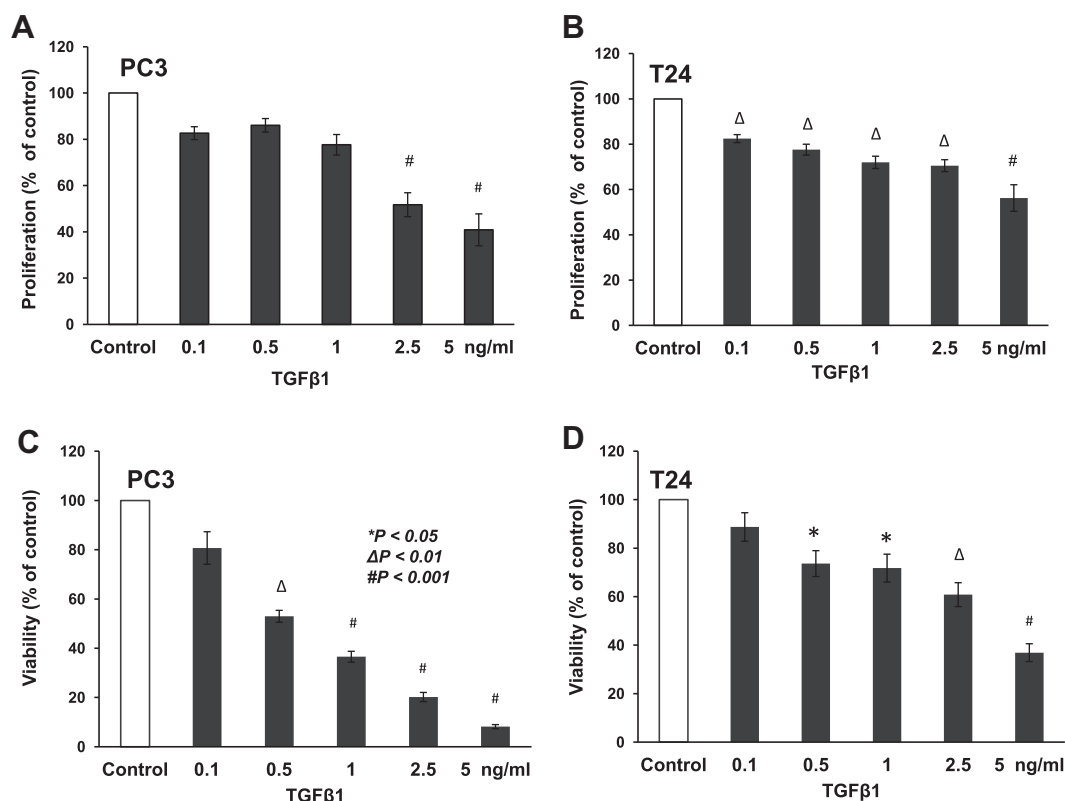 A
PC3
Proliferation (% of control)
120
100
80
60
40
20
0
#
#
Control 0.1 0.5 1 2.5 5 ng/ml
TGFβ1
B
T24
Proliferation (% of control)
120
100
80
60
40
20
0
Δ
Δ
Δ
Δ
#
Control 0.1 0.5 1 2.5 5 ng/ml
TGFβ1
C
PC3
Viability (% of control)
120
100
80
60
40
20
0
*P < 0.05
ΔP < 0.01
#P < 0.001
Δ
#
#
#
Control 0.1 0.5 1 2.5 5 ng/ml
TGFβ1
D
T24
Viability (% of control)
120
100
80
60
40
20
0
*
*
Δ
#
Control 0.1 0.5 1 2.5 5 ng/ml
TGFβ1